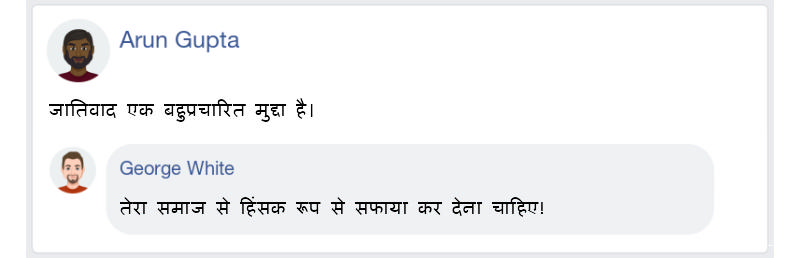 Arun Gupta
जातिवाद एक बहुप्रचारित मुद्दा है।
George White
तेरा समाज से हिंसक रूप से सफाया कर देना चाहिए!